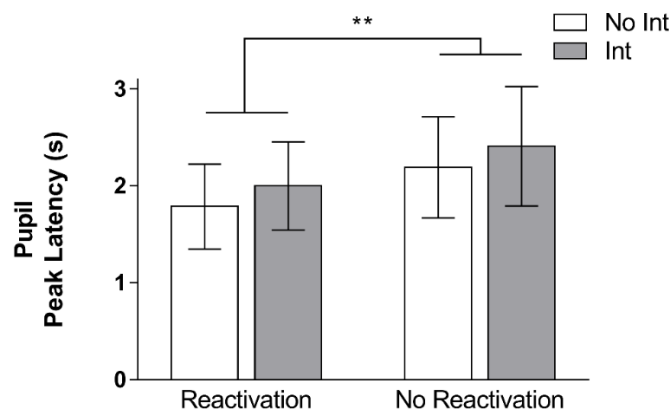 **
No Int
Int
Pupil
Peak Latency (s)
3
2
1
0
Reactivation
No Reactivation